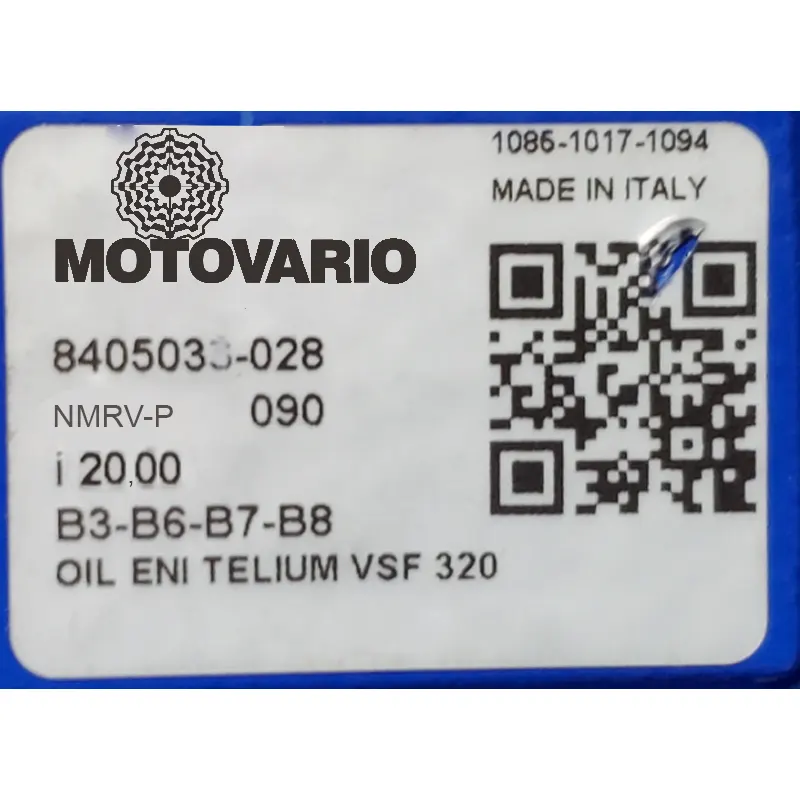 1086-1017-1094
MADE IN ITALY
MOTOVARIO
NMRV-P 090
i 20,00
B3-B6-B7-B8
OIL ENI TELIUM VSF 320